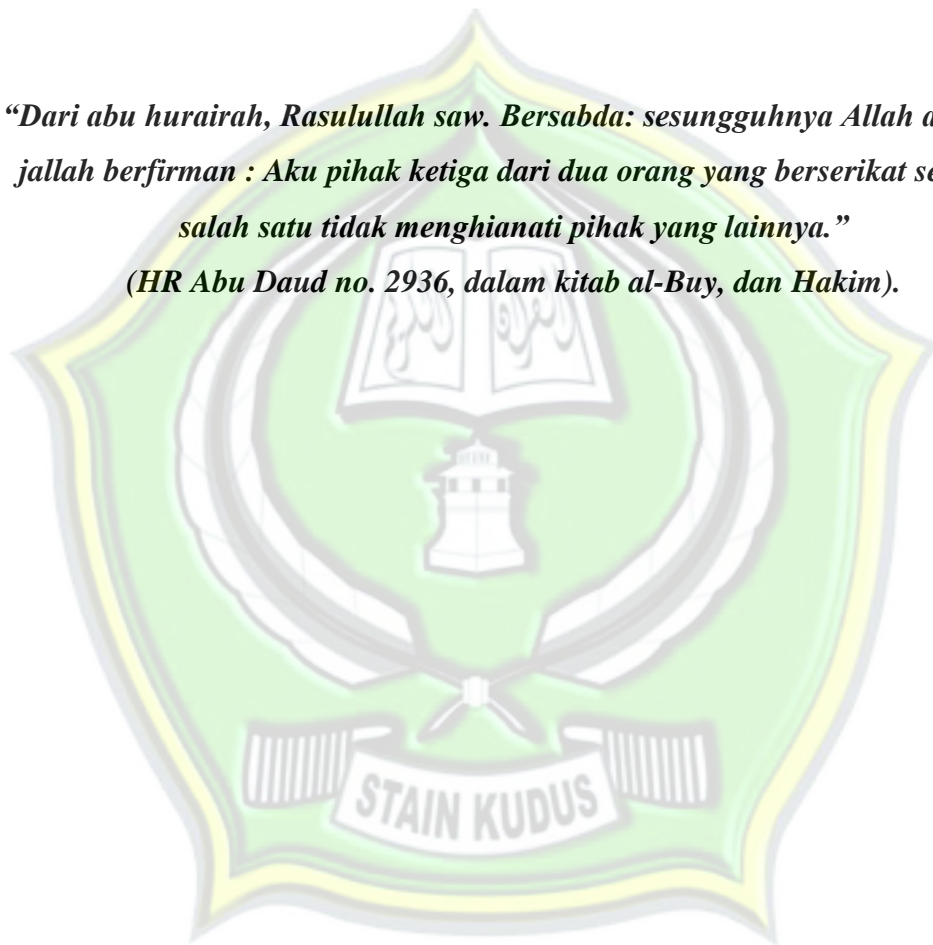 “Dari abu hurairah, Rasulullah saw. Bersabda: sesungguhnya Allah
jallah berfirman : Aku pihak ketiga dari dua orang yang berserikat
salah satu tidak menghianati pihak yang lainnya.”
(HR Abu Daud no. 2936, dalam kitab al-Buy, dan Hakim).
STAIN KUDUS